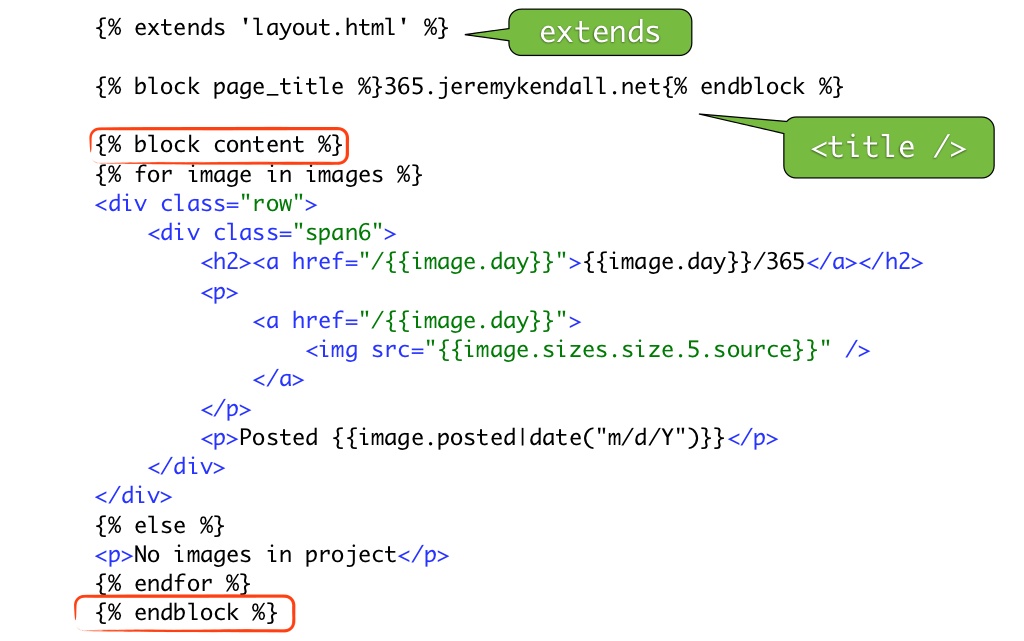 {% extends 'layout.html' %}
extends
{% block page_title %}365.jeremykendall.net{% endblock %}
<title />
{% block content %}
{% for image in images %}
<div class="row">
    <div class="span6">
        <h2><a href="/{{image.day}}">{{image.day}}/365</a></h2>
        <p>
            <a href="/{{image.day}}">
                <img src="{{image.sizes.size.5.source}}" />
            </a>
        </p>
        <p>Posted {{image.posted|date("m/d/Y")}}</p>
    </div>
</div>
{% else %}
<p>No images in project</p>
{% endfor %}
{% endblock %}